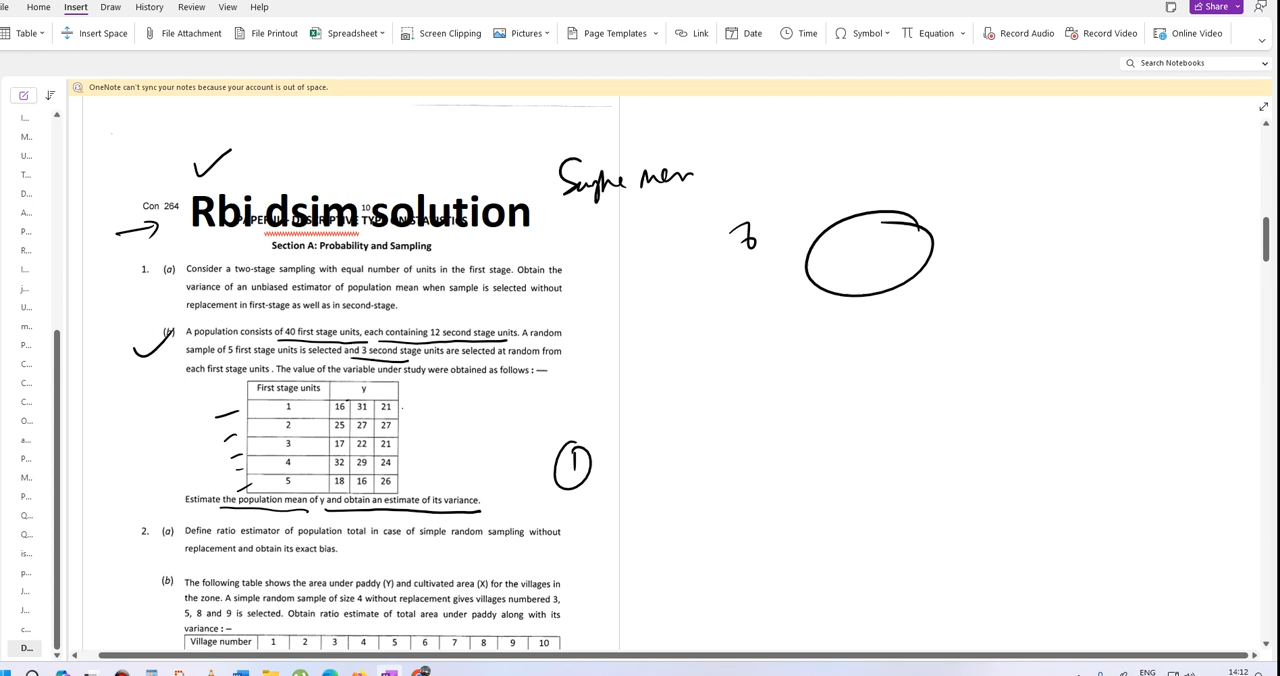 ile Home Insert Draw History Review View Help Share
Table Insert Space File Attachment File Printout Spreadsheet Screen Clipping Pictures Page Templates Link Date Time Symbol Equation Record Audio Record Video Online Video
Search Notebooks
OneNote can't sync your notes because your account is out of space.
I...
M..
U...
T...
D...
A...
P...
R...
I...
j...
U...
m...
P...
C...
C...
C...
O...
a...
P...
M..
P...
Q...
Q...
is...
p...
J...
J...
c...
D...
Con 264
10
Rbi dsim solution
Section A: Probability and Sampling
1. (a) Consider a two-stage sampling with equal number of units in the first stage. Obtain the
variance of an unbiased estimator of population mean when sample is selected without
replacement in first-stage as well as in second-stage.
(b) A population consists of 40 first stage units, each containing 12 second stage units. A random
sample of 5 first stage units is selected and 3 second stage units are selected at random from
each first stage units . The value of the variable under study were obtained as follows : —
First stage units y
1 16 31 21
2 25 27 27
3 17 22 21
4 32 29 24
5 18 16 26
1
Estimate the population mean of y and obtain an estimate of its variance.
2. (a) Define ratio estimator of population total in case of simple random sampling without
replacement and obtain its exact bias.
(b) The following table shows the area under paddy (Y) and cultivated area (X) for the villages in
the zone. A simple random sample of size 4 without replacement gives villages numbered 3,
5, 8 and 9 is selected. Obtain ratio estimate of total area under paddy along with its
variance : —
Village number 1 2 3 4 5 6 7 8 9 10
ENG
14:12